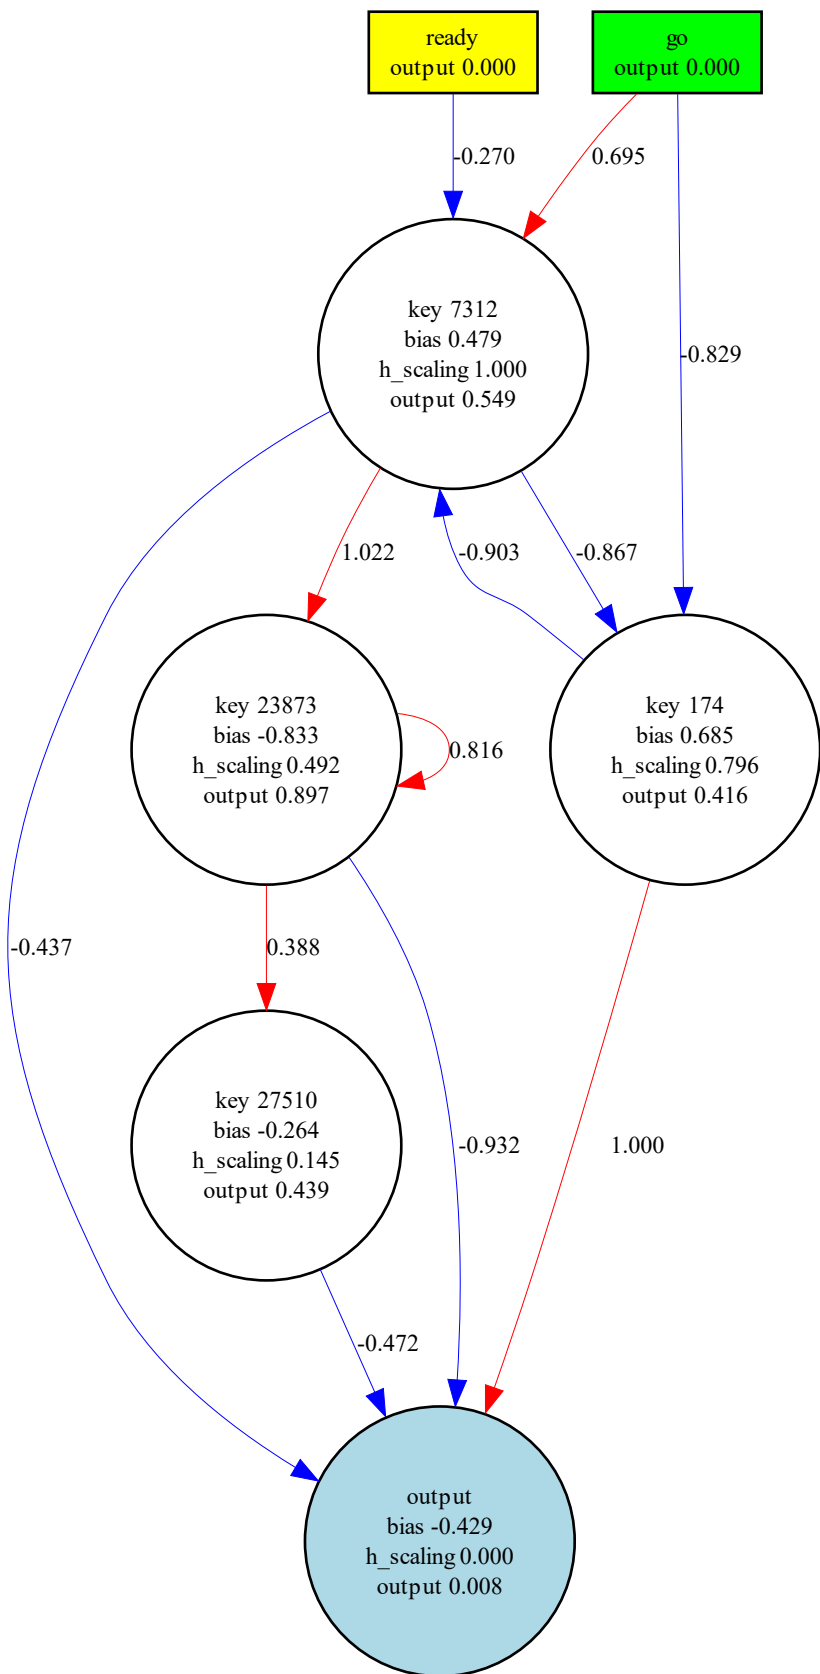 ready
output 0.000
go
output 0.000
-0.270
0.695
key 7312
bias 0.479
h_scaling 1.000
output 0.549
-0.829
1.022
-0.903
-0.867
key 23873
bias -0.833
h_scaling 0.492
output 0.897
0.816
key 174
bias 0.685
h_scaling 0.796
output 0.416
-0.437
0.388
key 27510
bias -0.264
h_scaling 0.145
output 0.439
-0.932
1.000
-0.472
output
bias -0.429
h_scaling 0.000
output 0.008